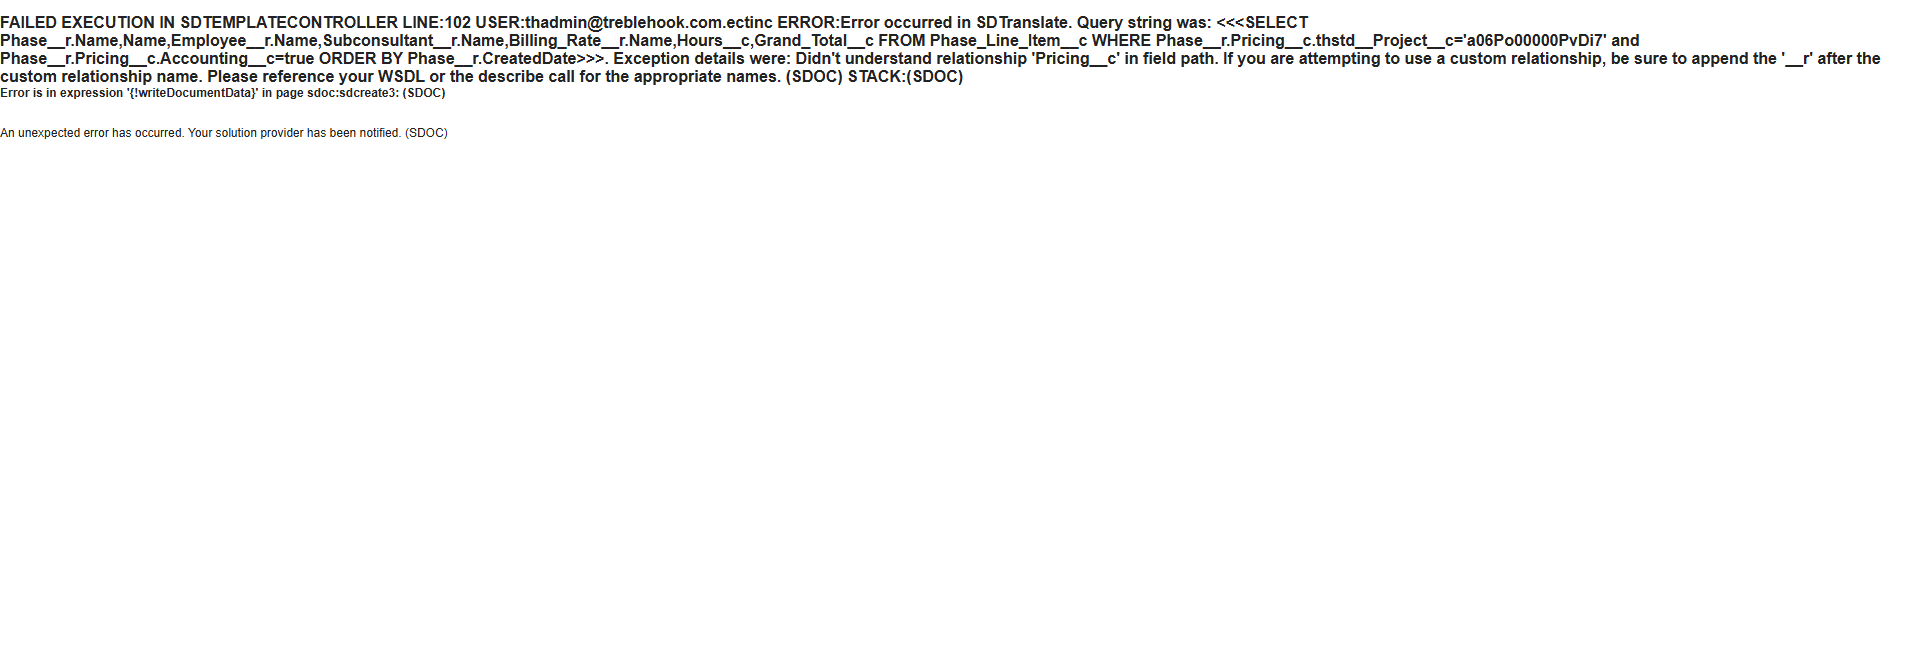 FAILED EXECUTION IN SDTEMPLATECONTROLLER LINE:102 USER:thadmin@treblehook.com.ectinc ERROR:Error occurred in SDTranslate. Query string was: <<<SELECT
Phase__r.Name,Name,Employee__r.Name,Subconsultant__r.Name,Billing_Rate__r.Name,Hours__c,Grand_Total__c FROM Phase_Line_Item__c WHERE Phase__r.Pricing__c.thstd__Project__c='a06Po00000PvDi7' and
Phase__r.Pricing__c.Accounting__c=true ORDER BY Phase__r.CreatedDate>>>. Exception details were: Didn't understand relationship 'Pricing__c' in field path. If you are attempting to use a custom relationship, be sure to append the '__r' after the
custom relationship name. Please reference your WSDL or the describe call for the appropriate names. (SDOC) STACK:(SDOC)
Error is in expression '{!writeDocumentData}' in page sdoc:sdcreate3: (SDOC)
An unexpected error has occurred. Your solution provider has been notified. (SDOC)